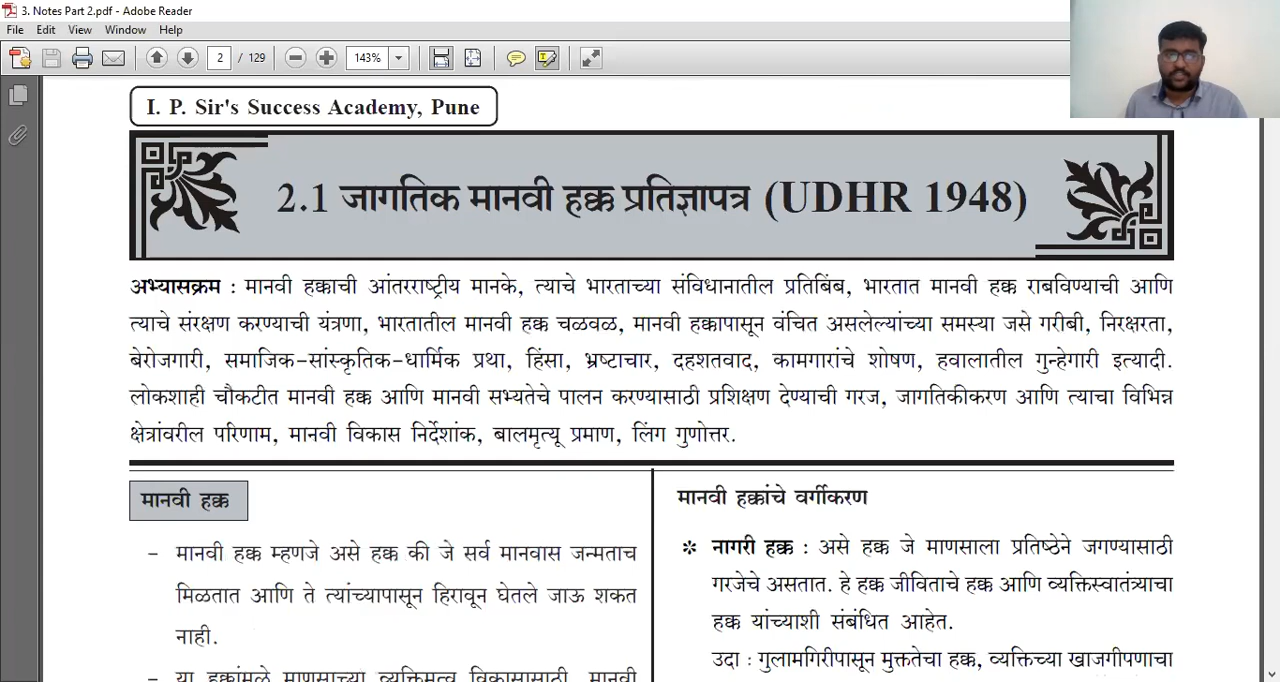 3. Notes Part 2.pdf - Adobe Reader
File Edit View Window Help
2 / 129 143%
I. P. Sir's Success Academy, Pune
2.1 जागतिक मानवी हक्क प्रतिज्ञापत्र (UDHR 1948)
अभ्यासक्रम : मानवी हक्काची आंतरराष्ट्रीय मानके, त्याचे भारताच्या संविधानातील प्रतिबिंब, भारतात मानवी हक्क राबविण्याची आणि
त्याचे संरक्षण करण्याची यंत्रणा, भारतातील मानवी हक्क चळवळ, मानवी हक्कापासून वंचित असलेल्यांच्या समस्या जसे गरीबी, निरक्षरता,
बेरोजगारी, समाजिक-सांस्कृतिक-धार्मिक प्रथा, हिंसा, भ्रष्टाचार, दहशतवाद, कामगारांचे शोषण, हवालातील गुन्हेगारी इत्यादी.
लोकशाही चौकटीत मानवी हक्क आणि मानवी सभ्यतेचे पालन करण्यासाठी प्रशिक्षण देण्याची गरज, जागतिकीकरण आणि त्याचा विभिन्न
क्षेत्रांवरील परिणाम, मानवी विकास निर्देशांक, बालमृत्यू प्रमाण, लिंग गुणोत्तर.
मानवी हक्क
– मानवी हक्क म्हणजे असे हक्क की जे सर्व मानवास जन्मताच
मिळतात आणि ते त्यांच्यापासून हिरावून घेतले जाऊ शकत
नाही.
– या हक्कांमुळे माणसाच्या व्यक्तिमत्व विकासासाठी, मानवी
मानवी हक्कांचे वर्गीकरण
* नागरी हक्क : असे हक्क जे माणसाला प्रतिष्ठेने जगण्यासाठी
गरजेचे असतात. हे हक्क जीविताचे हक्क आणि व्यक्तिस्वातंत्र्याचा
हक्क यांच्याशी संबंधित आहेत.
उदा : गुलामगिरीपासून मुक्ततेचा हक्क, व्यक्तिच्या खाजगीपणाचा